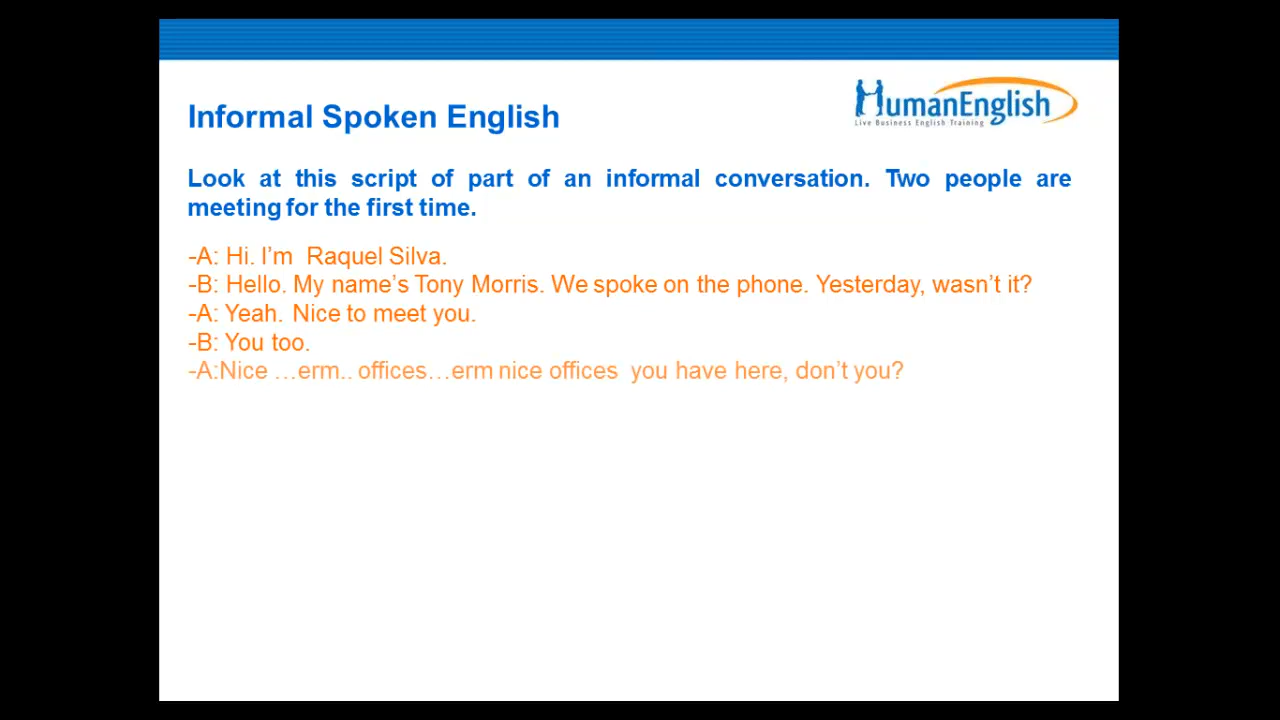 HumanEnglish
Live Business English Training
Informal Spoken English
Look at this script of part of an informal conversation. Two people are
meeting for the first time.
-A: Hi. I’m  Raquel Silva.
-B: Hello. My name’s Tony Morris. We spoke on the phone. Yesterday, wasn’t it?
-A: Yeah. Nice to meet you.
-B: You too.
-A:Nice …erm.. offices…erm nice offices  you have here, don’t you?